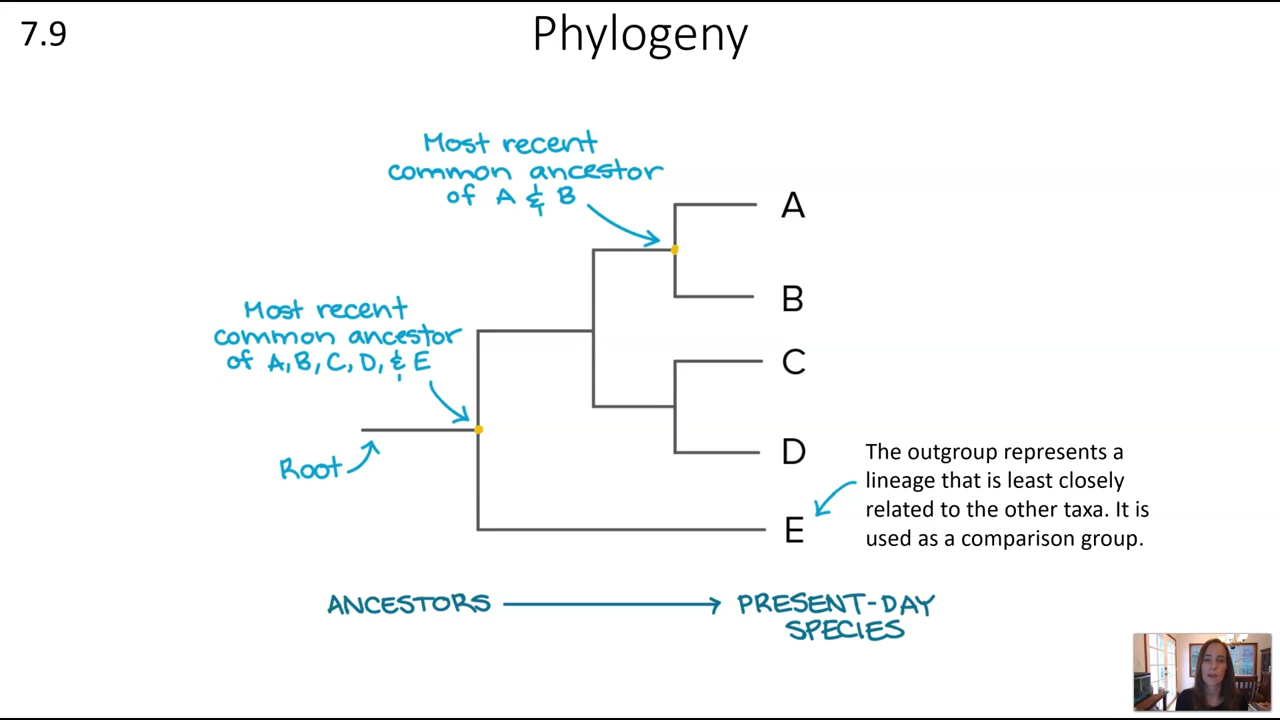 7.9
Phylogeny
Most recent
common ancestor
of A & B
A
B
Most recent
common ancestor
of A, B, C, D, & E
C
Root
D
The outgroup represents a
lineage that is least closely
related to the other taxa. It is
used as a comparison group.
E
ANCESTORS
PRESENT-DAY
SPECIES